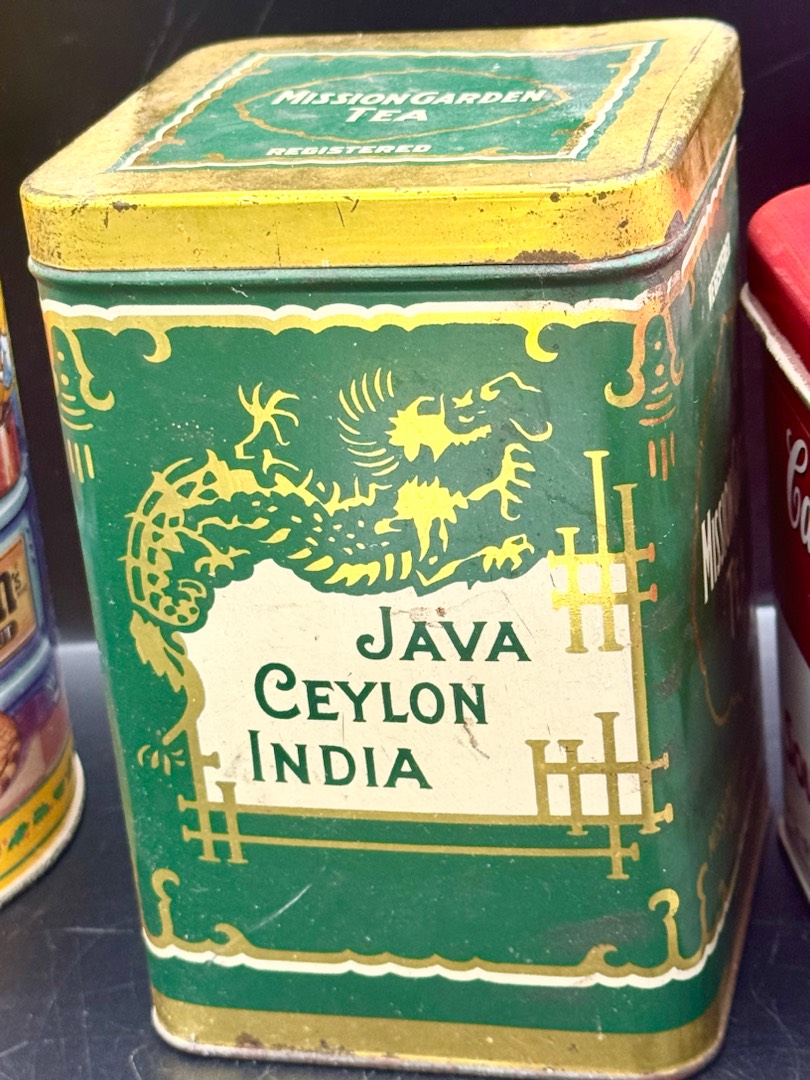 MISSION GARDEN
TEA
REGISTERED
JAVA
CEYLON
INDIA